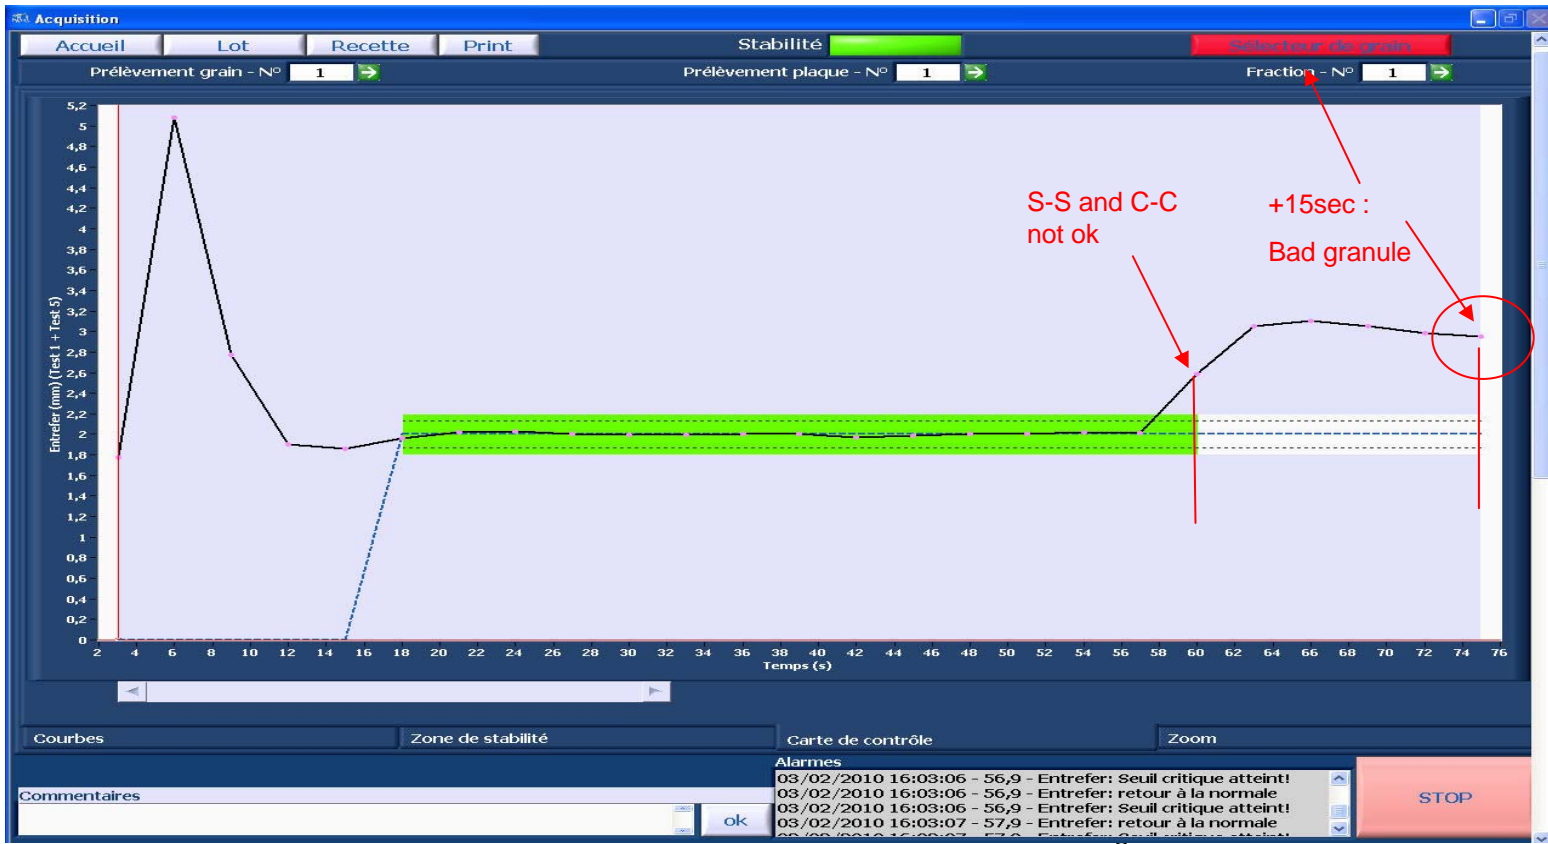 Acquisition
Accueil Lot Recette Print Stabilité Sélecteur de grain
Prélèvement grain - N° 1 Prélèvement plaque - N° 1 Fraction - N° 1
S-S and C-C
not ok
+15sec :
Bad granule
Entrefer (mm) (Test 1 + Test 5)
5,2
5
4,8
4,6
4,4
4,2
4
3,8
3,6
3,4
3,2
3
2,8
2,6
2,4
2,2
2
1,8
1,6
1,4
1,2
1
0,8
0,6
0,4
0,2
0
2 4 6 8 10 12 14 16 18 20 22 24 26 28 30 32 34 36 38 40 42 44 46 48 50 52 54 56 58 60 62 64 66 68 70 72 74 76
Temps (s)
Courbes Zone de stabilité Carte de contrôle Zoom
Alarmes
03/02/2010 16:03:06 - 56,9 - Entrefer: Seuil critique atteint!
03/02/2010 16:03:06 - 56,9 - Entrefer: retour à la normale
03/02/2010 16:03:06 - 56,9 - Entrefer: Seuil critique atteint!
03/02/2010 16:03:07 - 57,9 - Entrefer: retour à la normale
Commentaires
ok
STOP